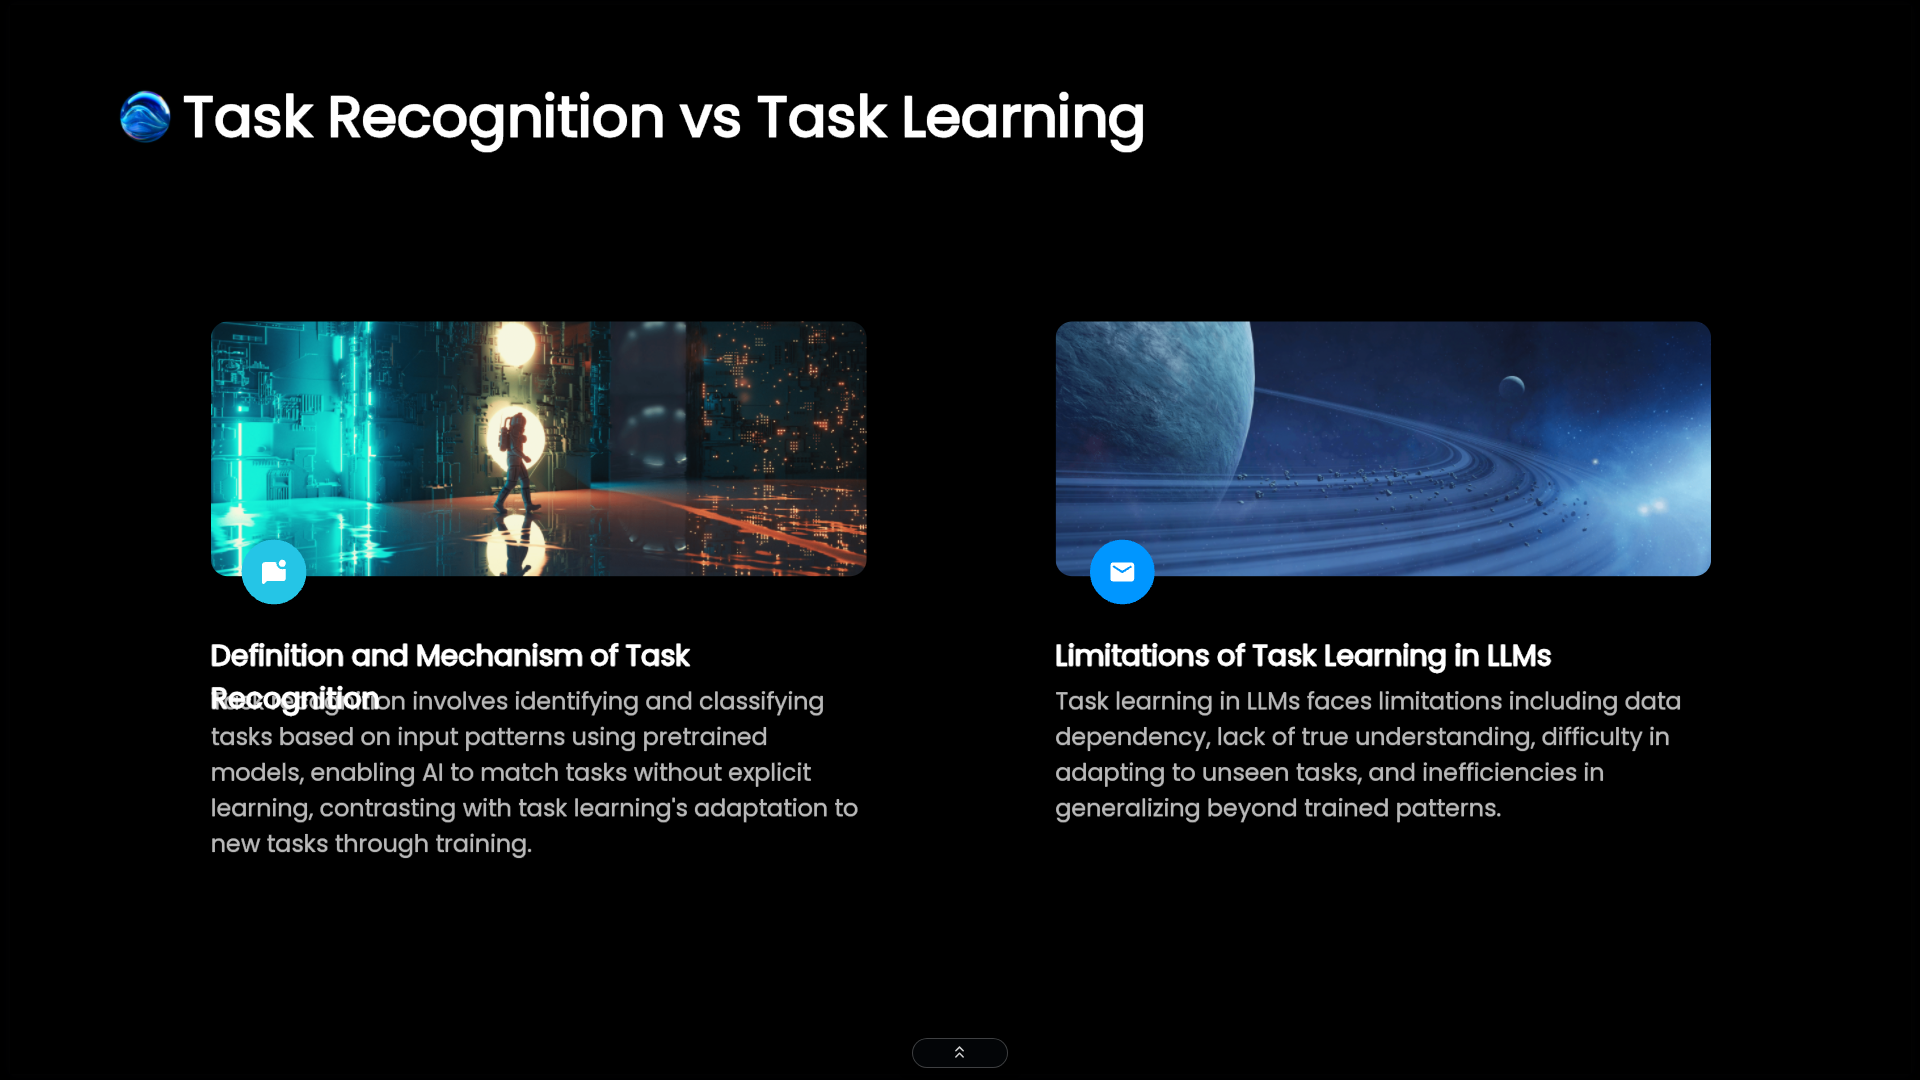 Task Recognition vs Task Learning
Definition and Mechanism of Task
Recognition
Task recognition involves identifying and classifying
tasks based on input patterns using pretrained
models, enabling AI to match tasks without explicit
learning, contrasting with task learning's adaptation to
new tasks through training.
Limitations of Task Learning in LLMs
Task learning in LLMs faces limitations including data
dependency, lack of true understanding, difficulty in
adapting to unseen tasks, and inefficiencies in
generalizing beyond trained patterns.